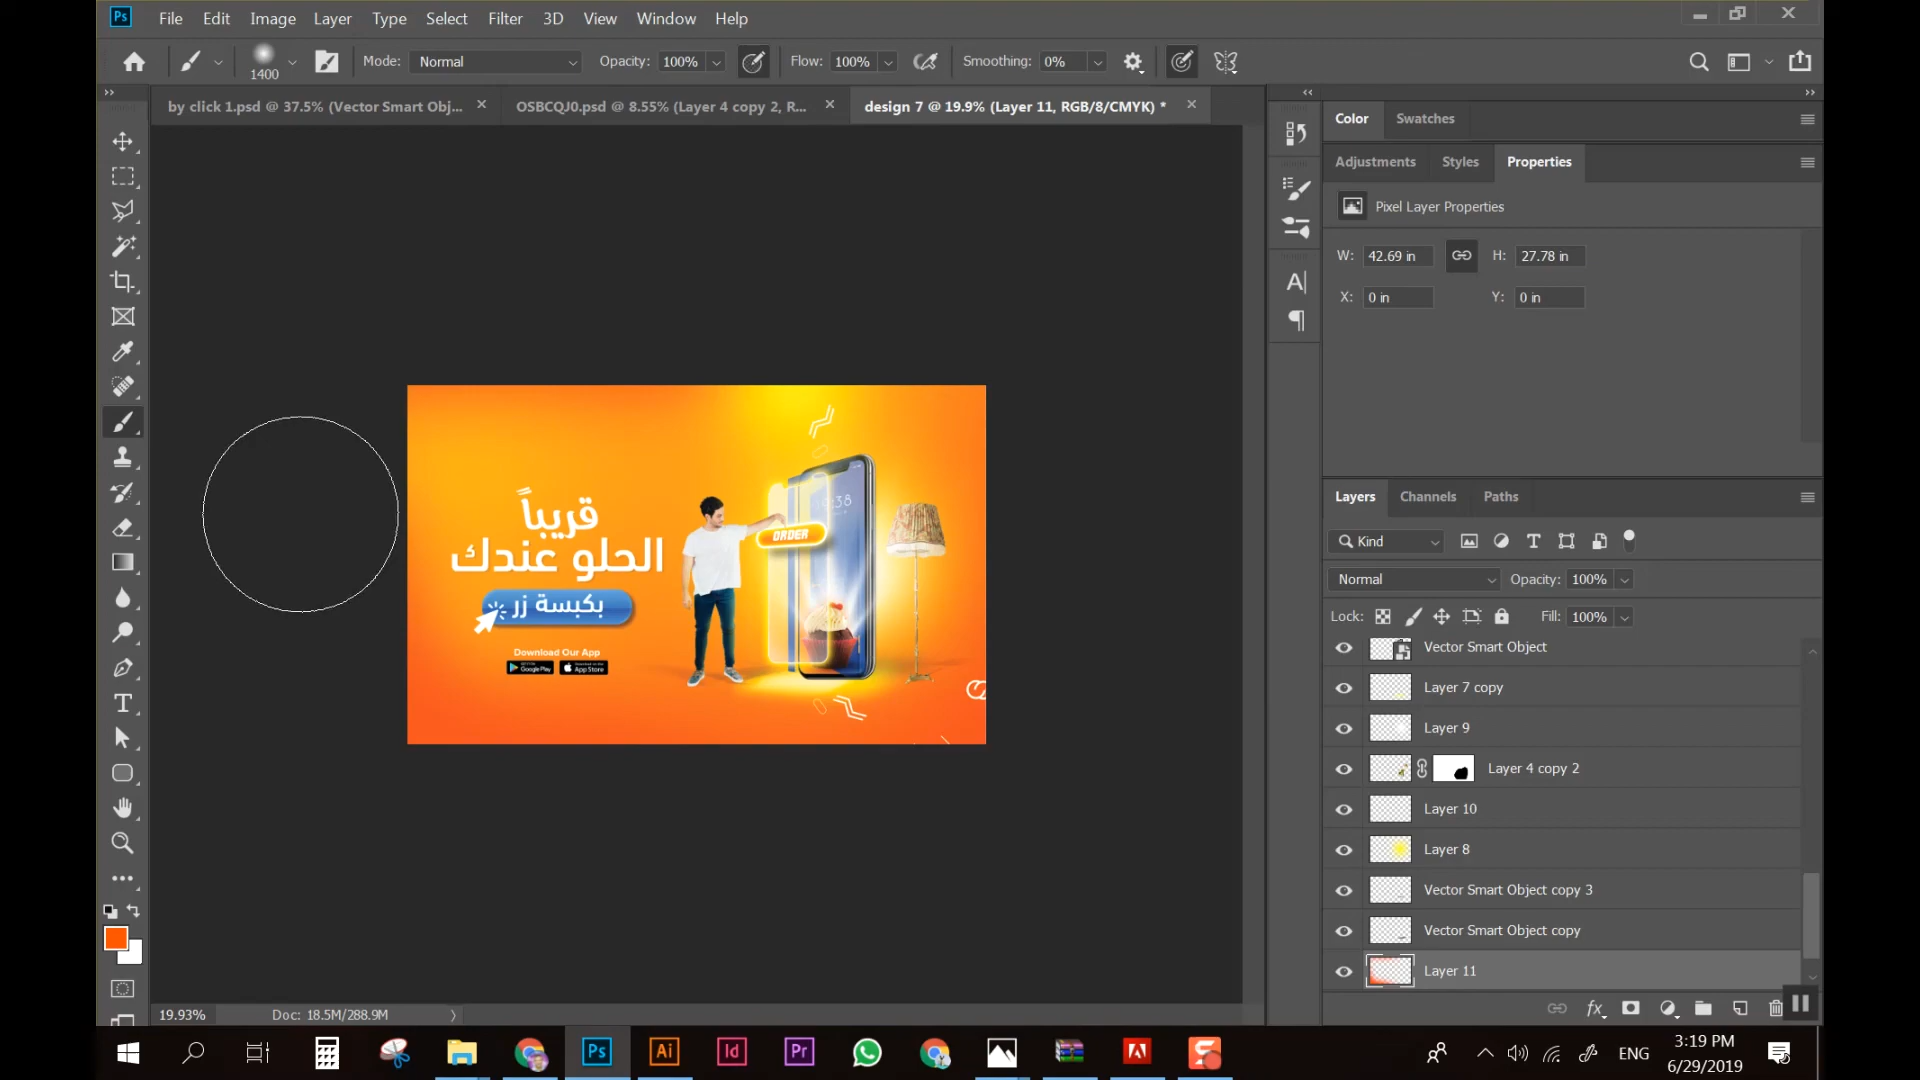 Ps File Edit Image Layer Type Select Filter 3D View Window Help
1400 Mode: Normal Opacity: 100% Flow: 100% Smoothing: 0%
by click 1.psd @ 37.5% (Vector Smart Obj...
OSBCQJ0.psd @ 8.55% (Layer 4 copy 2, R...
design 7 @ 19.9% (Layer 11, RGB/8/CMYK) *
Color Swatches
Adjustments Styles Properties
Pixel Layer Properties
W: 42.69 in H: 27.78 in
X: 0 in Y: 0 in
قريباً
الحلو عندك
بكبسة زر
Download Our App
Google Play
App Store
ORDER
9:38
Layers Channels Paths
Kind
Normal Opacity: 100%
Lock: Fill: 100%
Vector Smart Object
Layer 7 copy
Layer 9
Layer 4 copy 2
Layer 10
Layer 8
Vector Smart Object copy 3
Vector Smart Object copy
Layer 11
19.93% Doc: 18.5M/288.9M
Ps Ai Id Pr
ENG
3:19 PM
6/29/2019